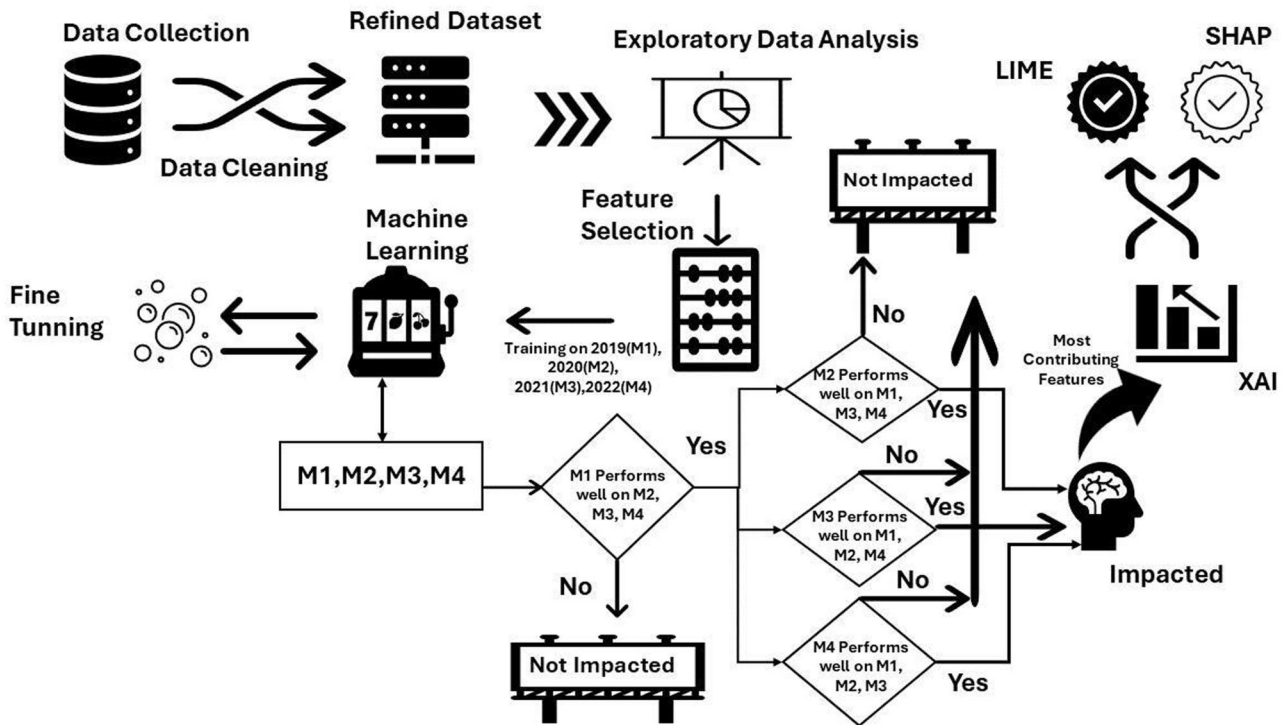 Data Collection
Refined Dataset
Exploratory Data Analysis
SHAP
LIME
Data Cleaning
Not Impacted
Feature
Selection
Machine
Learning
7
Fine
Tunning
Training on 2019(M1),
2020(M2),
2021(M3),2022(M4)
No
M2 Performs
well on M1,
M3, M4
Yes
Most
Contributing
Features
XAI
M1,M2,M3,M4
M1 Performs
well on M2,
M3, M4
Yes
No
No
M3 Performs
well on M1,
M2, M4
Yes
Impacted
No
M4 Performs
well on M1,
M2, M3
Yes
Not Impacted